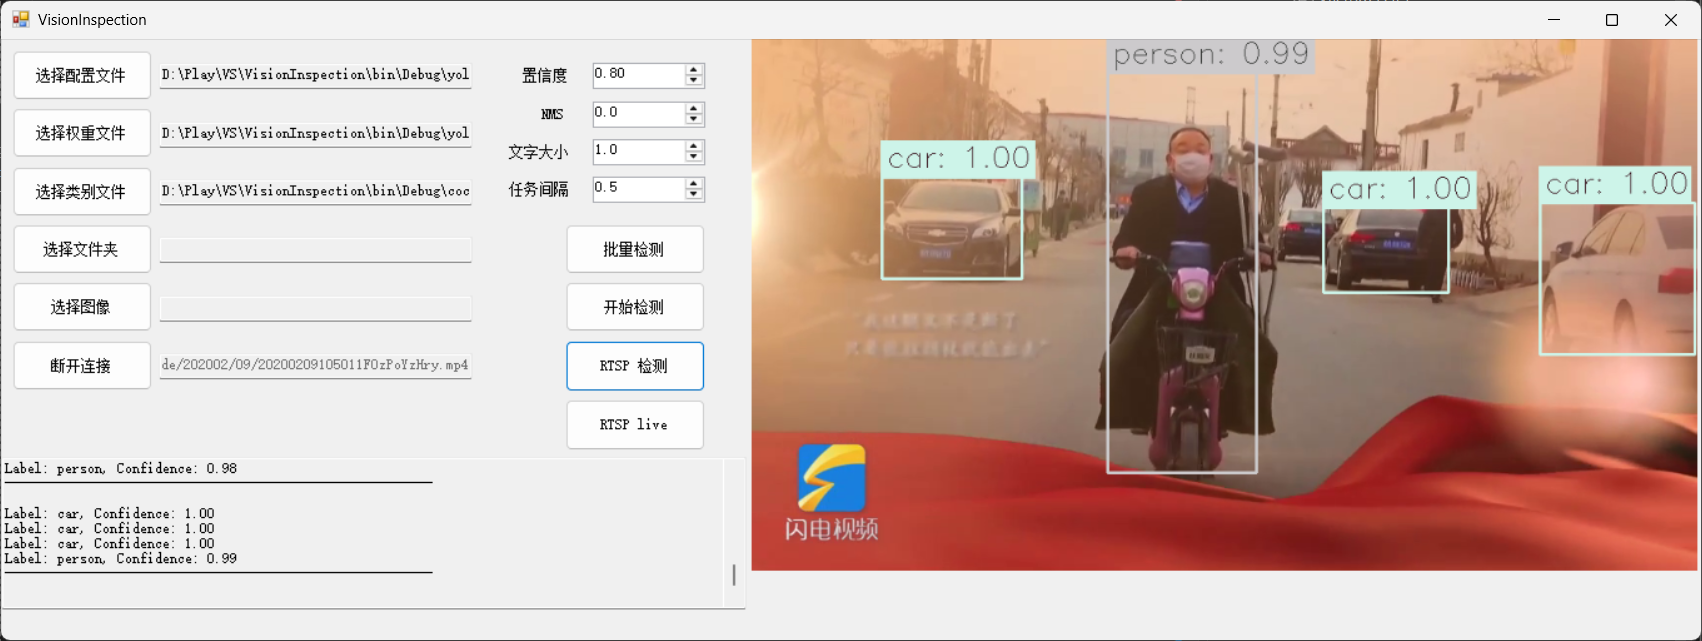 VisionInspection
选择配置文件
D:\Play\VS\VisionInspection\bin\Debug\yol
置信度
0.80
选择权重文件
D:\Play\VS\VisionInspection\bin\Debug\yol
NMS
0.0
文字大小
1.0
选择类别文件
D:\Play\VS\VisionInspection\bin\Debug\coc
任务间隔
0.5
选择文件夹
批量检测
选择图像
开始检测
断开连接
de/202002/09/20200209105011FOzPoYzHry.mp4
RTSP 检测
RTSP live
Label: person, Confidence: 0.98
Label: car, Confidence: 1.00
Label: car, Confidence: 1.00
Label: car, Confidence: 1.00
Label: person, Confidence: 0.99
person: 0.99
car: 1.00
car: 1.00
car: 1.00
闪电视频